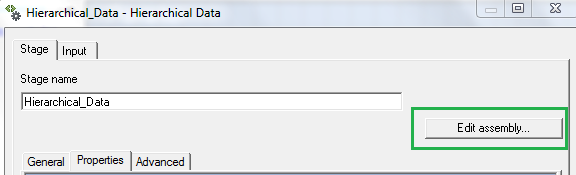 Hierarchical_Data - Hierarchical Data
Stage Input
Stage name
Hierarchical_Data
Edit assembly...
General Properties Advanced